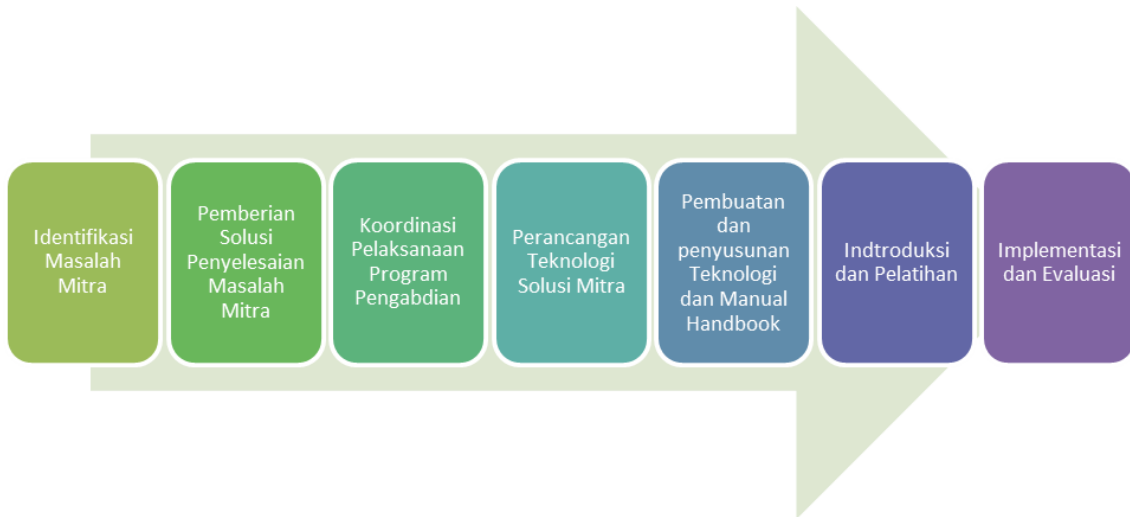 Identifikasi
Masalah
Mitra
Pemberian
Solusi
Penyelesaian
Masalah
Mitra
Koordinasi
Pelaksanaan
Program
Pengabdian
Perancangan
Teknologi
Solusi Mitra
Pembuatan
dan
penyusunan
Teknologi
dan Manual
Handbook
Indtroduksi
dan Pelatihan
Implementasi
dan Evaluasi